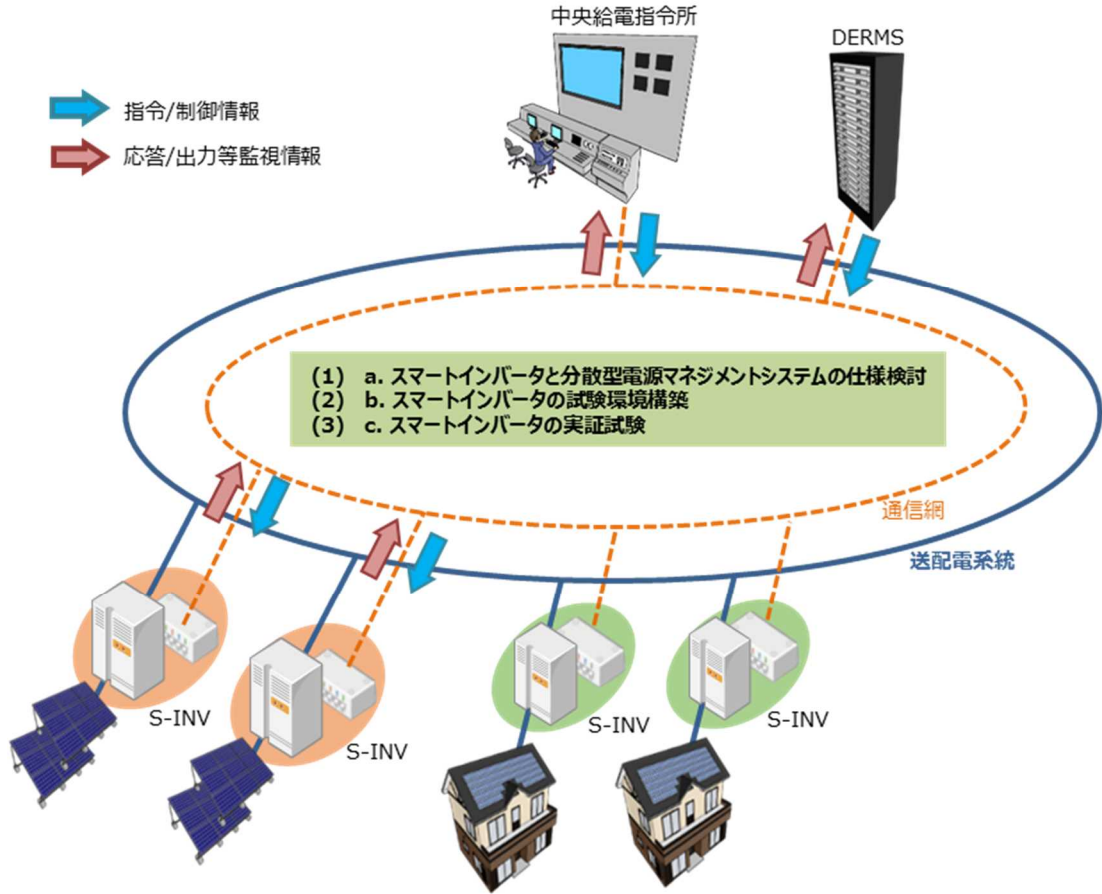 中央給電指令所
DERMS
指令/制御情報
応答/出力等監視情報
(1) a. スマートインバータと分散型電源マネジメントシステムの仕様検討
(2) b. スマートインバータの試験環境構築
(3) c. スマートインバータの実証試験
通信網
送配電系統
S-INV
S-INV
S-INV
S-INV